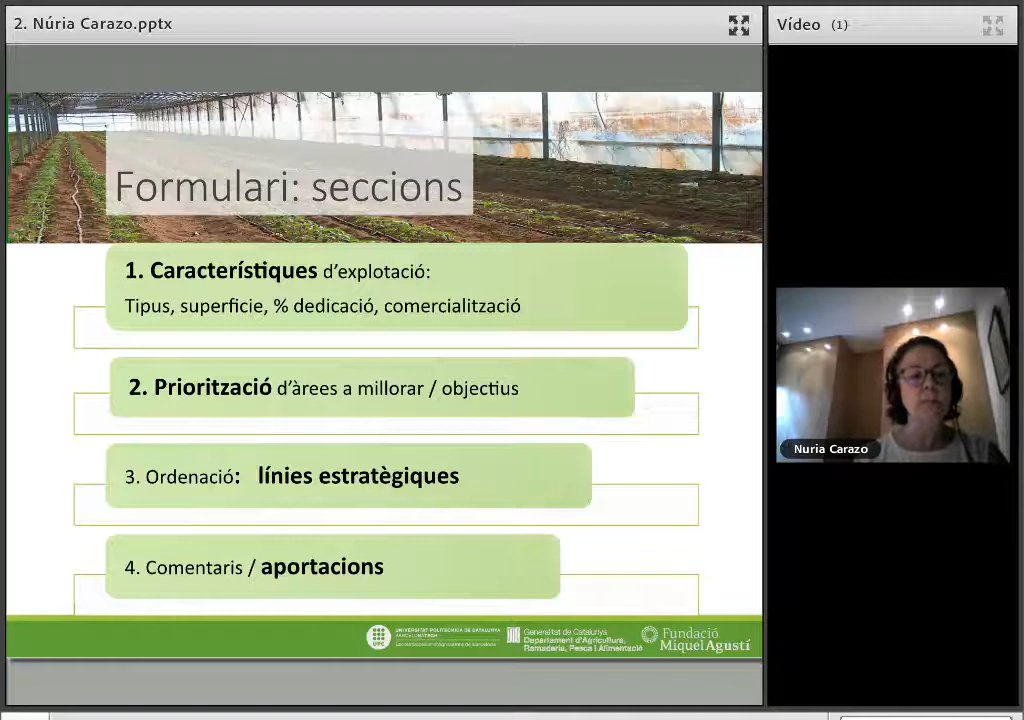 2. Núria Carazo.pptx
Vídeo (1)
Formulari: seccions
1. Característiques d'explotació:
Tipus, superficie, % dedicació, comercialització
2. Priorització d'àrees a millorar / objectius
3. Ordenació: línies estratègiques
4. Comentaris / aportacions
Nuria Carazo
UPC
UNIVERSITAT POLITÈCNICA DE CATALUNYA
BARCELONATECH
Generalitat de Catalunya
Departament d'Agricultura,
Ramaderia, Pesca i Alimentació
Fundació
Miquel Agustí